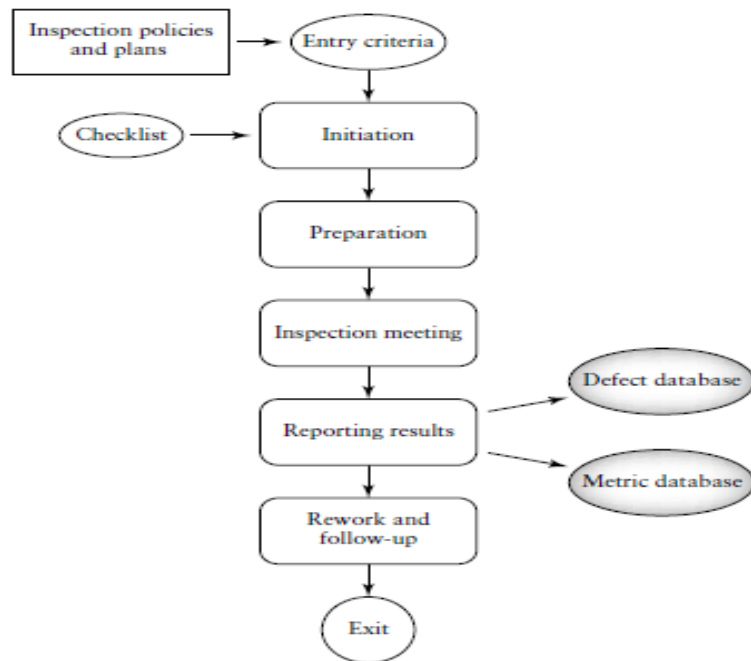 Inspection policies
and plans
Entry criteria
Checklist
Initiation
Preparation
Inspection meeting
Defect database
Reporting results
Metric database
Rework and
follow-up
Exit